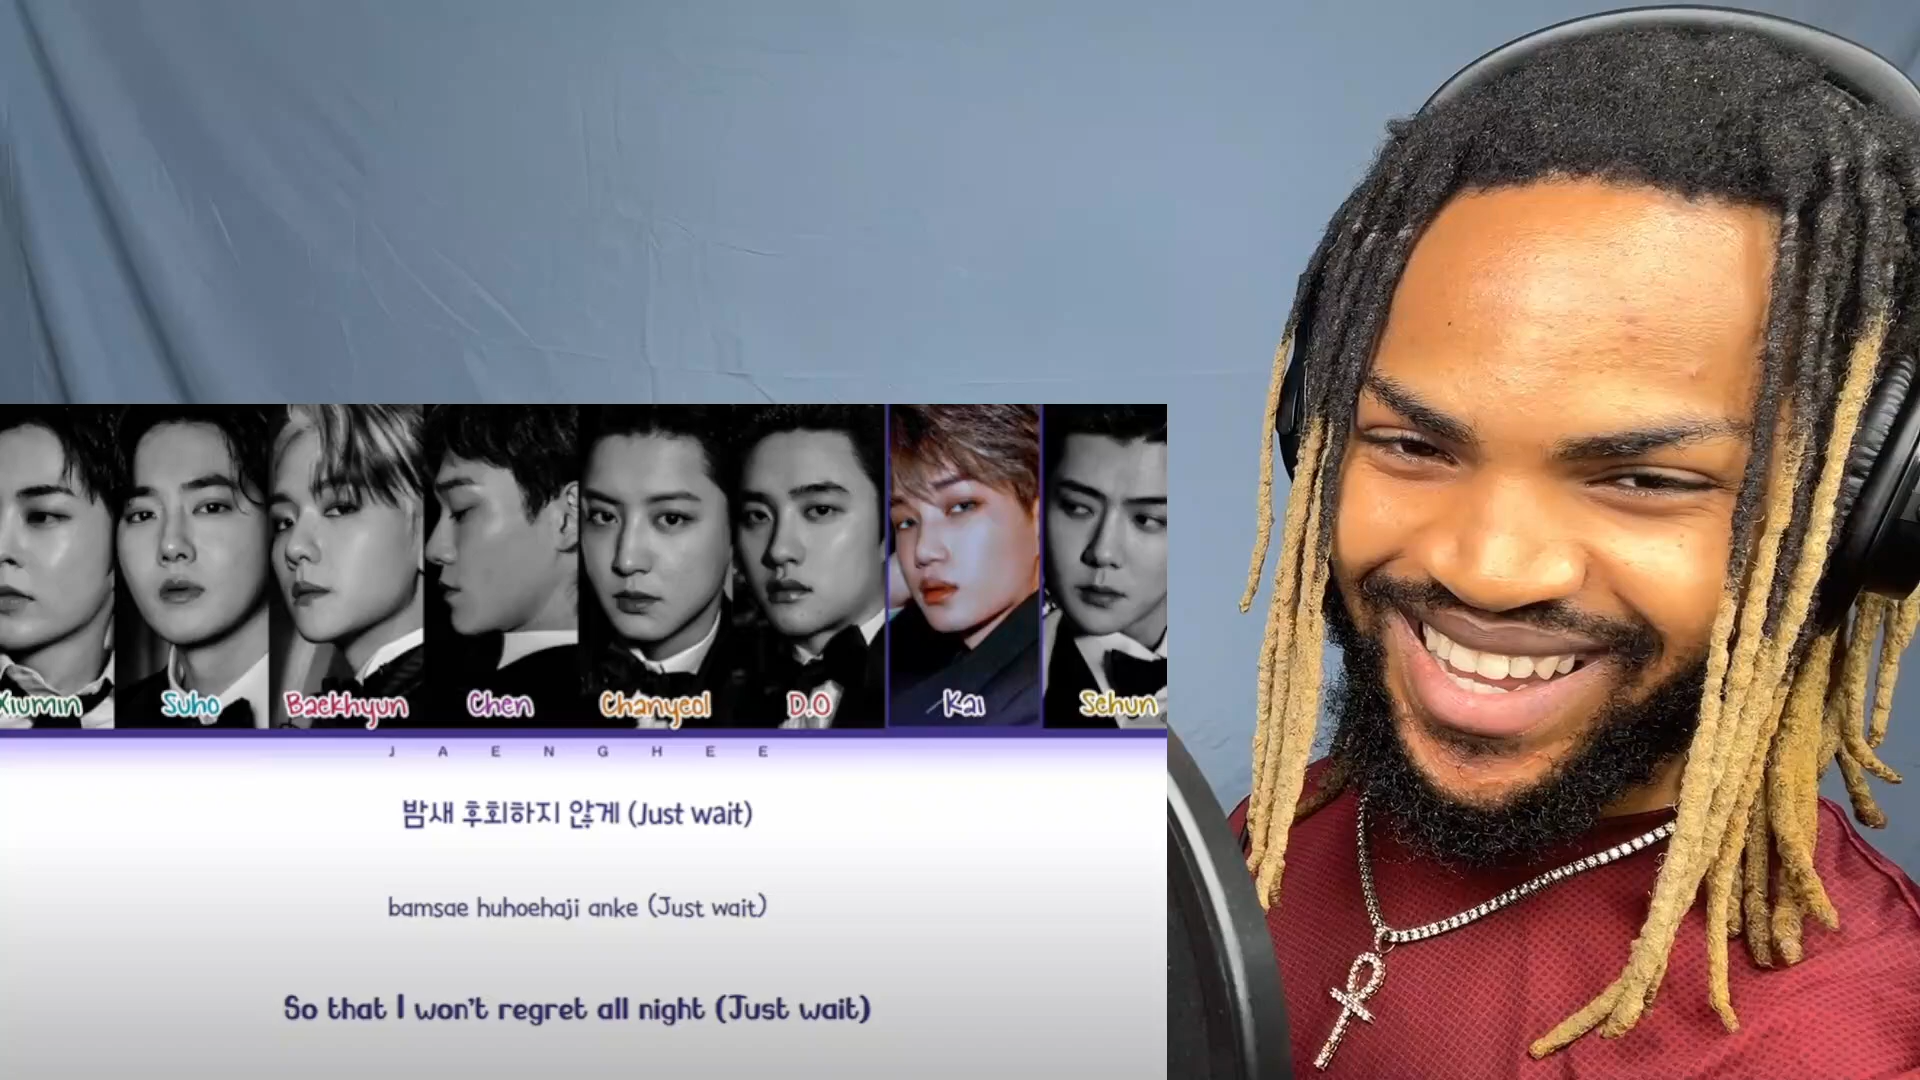 Xiumin Suho Baekhyun Chen Chanyeol D.O Kai Sehun
JAENGHEE
밤새 후회하지 않게 (Just wait)
bamsae huhoehaji anke (Just wait)
So that I won't regret all night (Just wait)